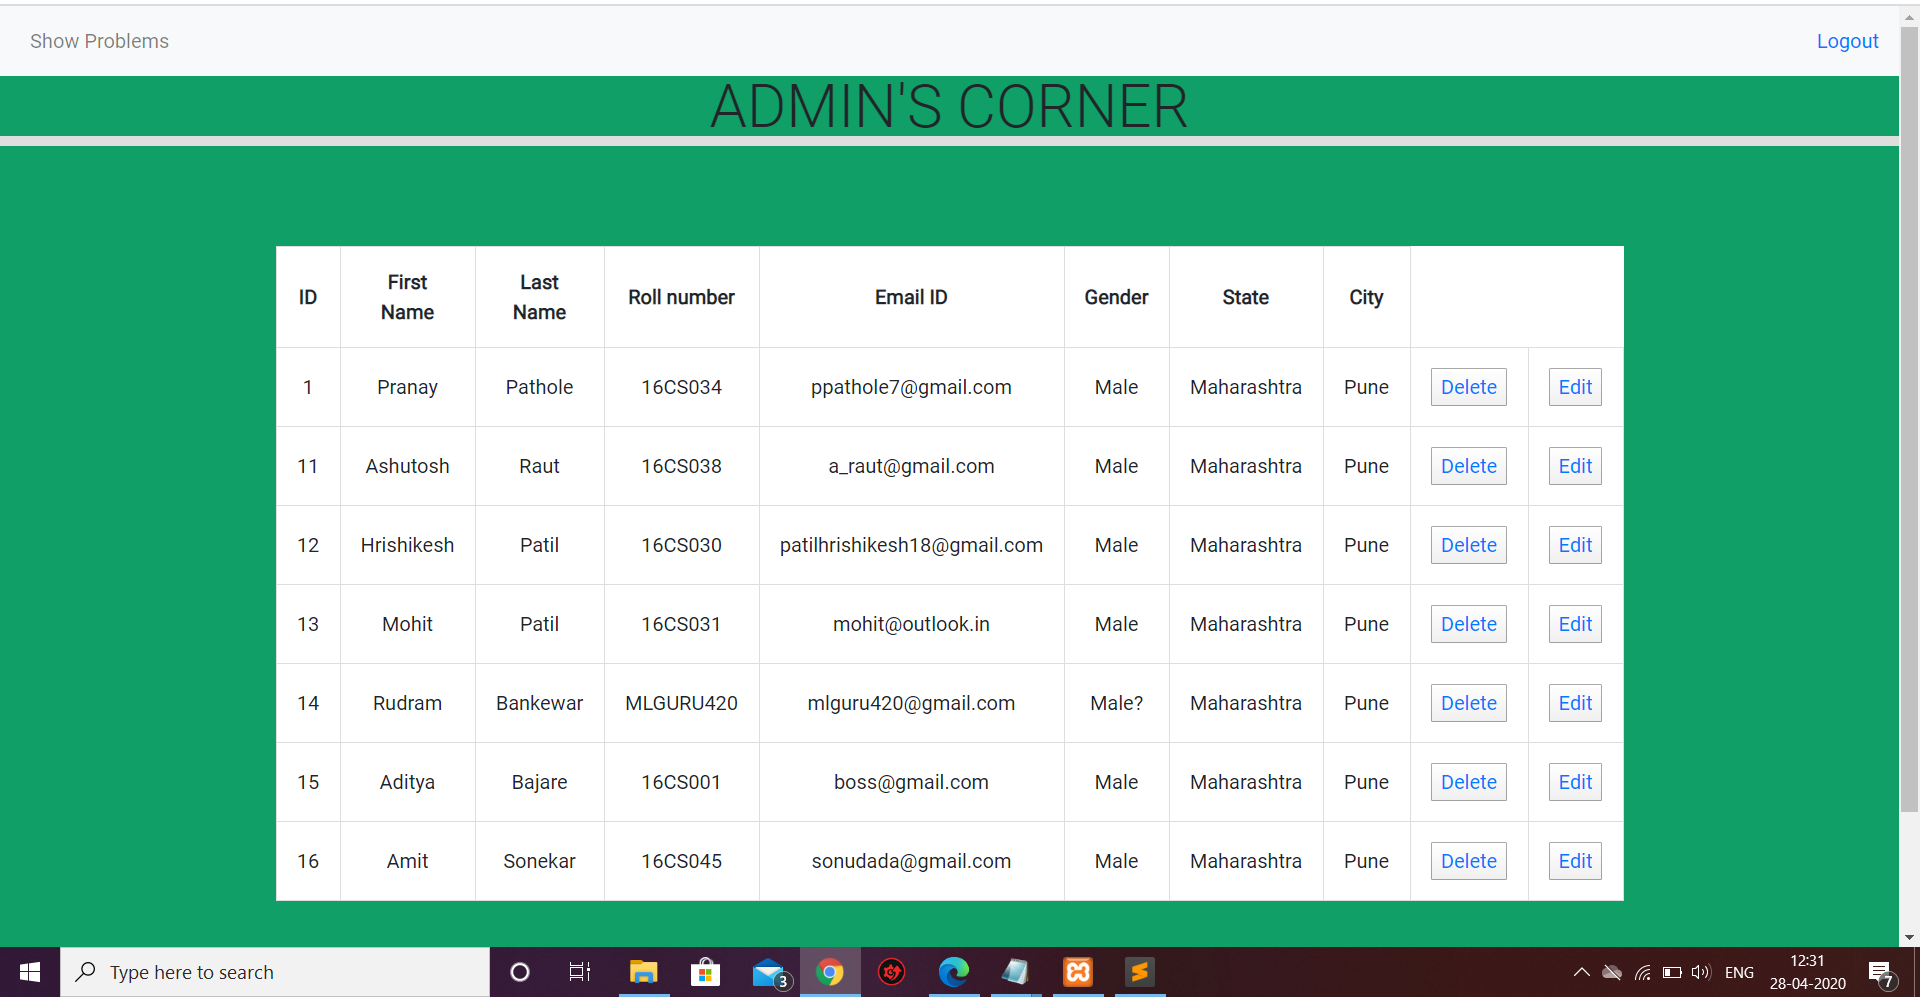 Show Problems Logout
ADMIN'S CORNER
ID First Name Last Name Roll number Email ID Gender State City
1 Pranay Pathole 16CS034 ppathole7@gmail.com Male Maharashtra Pune Delete Edit
11 Ashutosh Raut 16CS038 a_raut@gmail.com Male Maharashtra Pune Delete Edit
12 Hrishikesh Patil 16CS030 patilhrishikesh18@gmail.com Male Maharashtra Pune Delete Edit
13 Mohit Patil 16CS031 mohit@outlook.in Male Maharashtra Pune Delete Edit
14 Rudram Bankewar MLGURU420 mlguru420@gmail.com Male? Maharashtra Pune Delete Edit
15 Aditya Bajare 16CS001 boss@gmail.com Male Maharashtra Pune Delete Edit
16 Amit Sonekar 16CS045 sonudada@gmail.com Male Maharashtra Pune Delete Edit
Type here to search 3 ENG 12:31 7
28-04-2020